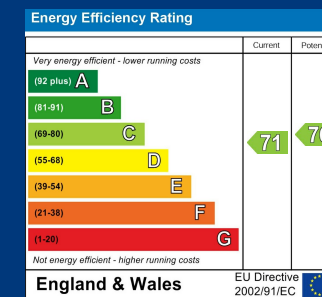 Energy Efficiency Rating
Current
Very energy efficient - lower running costs
(92 plus) A
(81-91) B
(69-80) C
71
(55-68) D
(39-54) E
(21-38) F
(1-20) G
Not energy efficient - higher running costs
England & Wales
EU Directive
2002/91/EC